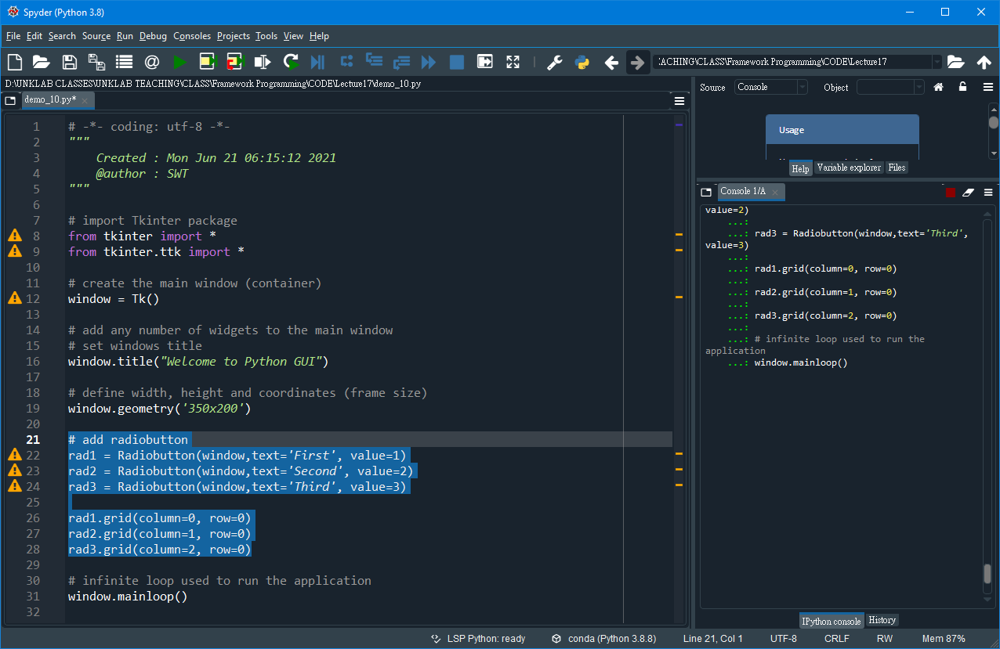 Spyder (Python 3.8)
File Edit Search Source Run Debug Consoles Projects Tools View Help
:ACHING\CLASS\Framework Programming\CODE\Lecture17
D:\UNKLAB CLASSES\UNKLAB TEACHING\CLASS\Framework Programming\CODE\Lecture17\demo_10.py
demo_10.py*
1 # -*- coding: utf-8 -*-
2 """
3 Created : Mon Jun 21 06:15:12 2021
4 @author : SWT
5 """
6
7 # import Tkinter package
8 from tkinter import *
9 from tkinter.ttk import *
10
11 # create the main window (container)
12 window = Tk()
13
14 # add any number of widgets to the main window
15 # set windows title
16 window.title("Welcome to Python GUI")
17
18 # define width, height and coordinates (frame size)
19 window.geometry('350x200')
20
21 # add radiobutton
22 rad1 = Radiobutton(window,text='First', value=1)
23 rad2 = Radiobutton(window,text='Second', value=2)
24 rad3 = Radiobutton(window,text='Third', value=3)
25
26 rad1.grid(column=0, row=0)
27 rad2.grid(column=1, row=0)
28 rad3.grid(column=2, row=0)
29
30 # infinite loop used to run the application
31 window.mainloop()
32
Source Console Object
Usage
Help Variable explorer Files
Console 1/A
value=2)
...:
...: rad3 = Radiobutton(window,text='Third',
value=3)
...:
...: rad1.grid(column=0, row=0)
...:
...: rad2.grid(column=1, row=0)
...:
...: rad3.grid(column=2, row=0)
...:
...: # infinite loop used to run the
application
...: window.mainloop()
IPython console History
LSP Python: ready conda (Python 3.8.8) Line 21, Col 1 UTF-8 CRLF RW Mem 87%